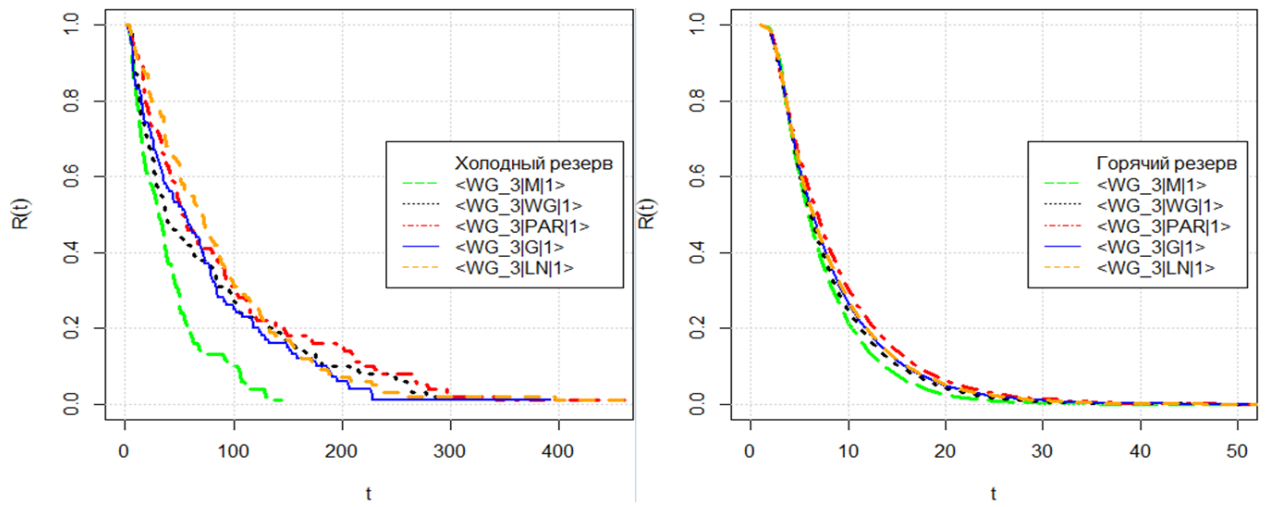 R(t)
1.0
0.8
0.6
0.4
0.2
0.0
Холодный резерв
<WG_3|M|1>
<WG_3|WG|1>
<WG_3|PAR|1>
<WG_3|G|1>
<WG_3|LN|1>
0 100 200 300 400
t
R(t)
1.0
0.8
0.6
0.4
0.2
0.0
Горячий резерв
<WG_3|M|1>
<WG_3|WG|1>
<WG_3|PAR|1>
<WG_3|G|1>
<WG_3|LN|1>
0 10 20 30 40 50
t